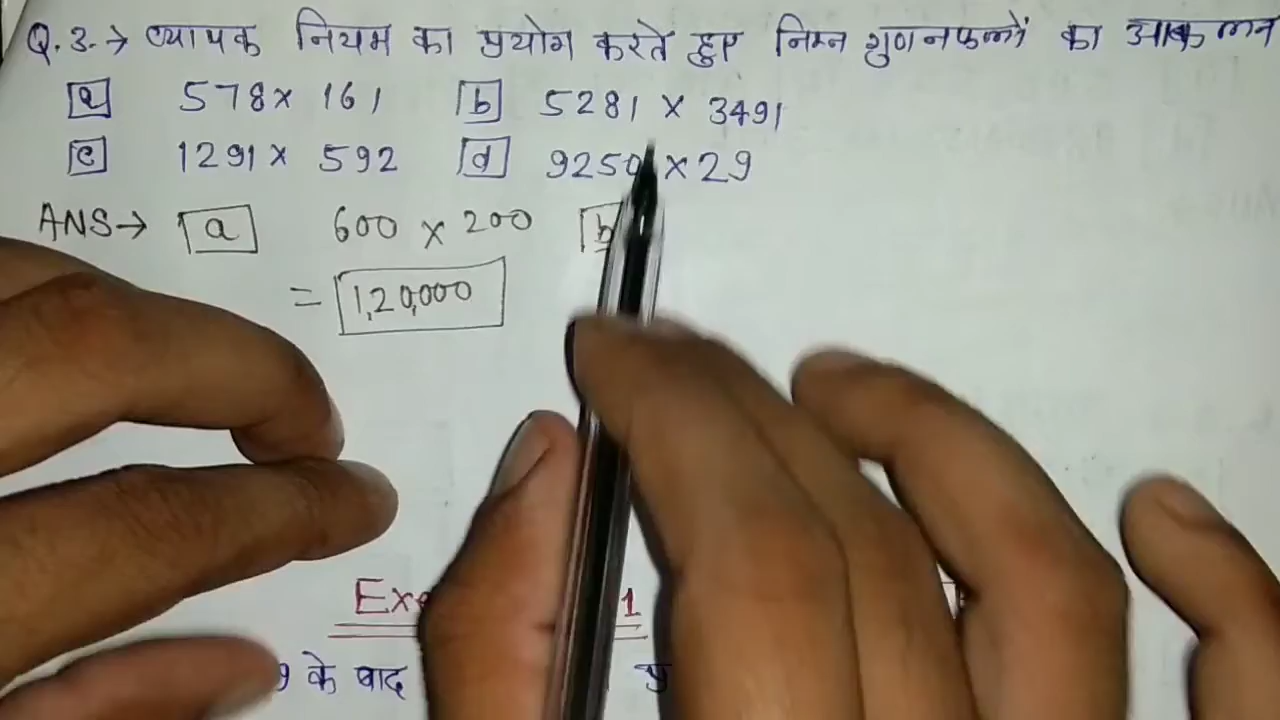 Q.3.→ व्यापक नियम का प्रयोग करते हुए निम्न गुणनफलों का आकलन
a 578 × 161 b 5281 × 3491
c 1291 × 592 d 9250 × 29
ANS→ a 600 × 200 b
= 1,20,000
1
9 के बाद